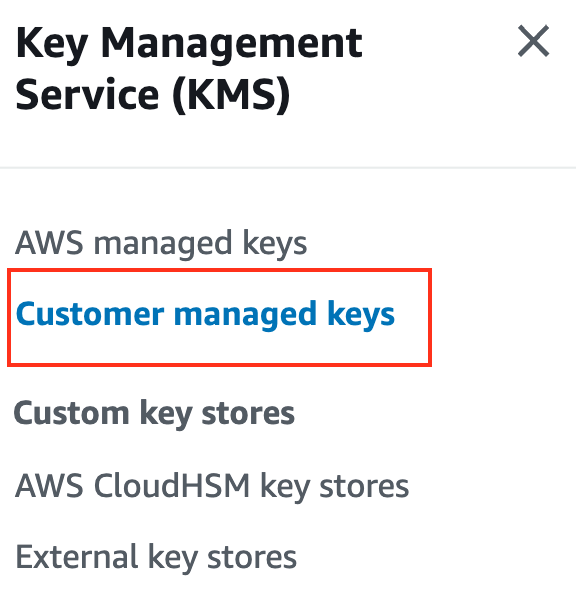 Key Management
Service (KMS)
AWS managed keys
Customer managed keys
Custom key stores
AWS CloudHSM key stores
External key stores